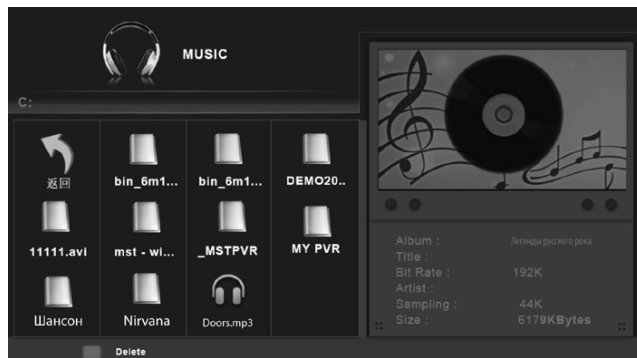 MUSIC
C:
返回
bin_6m1...
bin_6m1...
DEMO20..
11111.avi
mst - wi...
_MSTPVR
MY PVR
Шансон
Nirvana
Doors.mp3
Album : Легенды русского рока
Title :
Bit Rate : 192K
Artist :
Sampling : 44K
Size : 6179KBytes
Delete